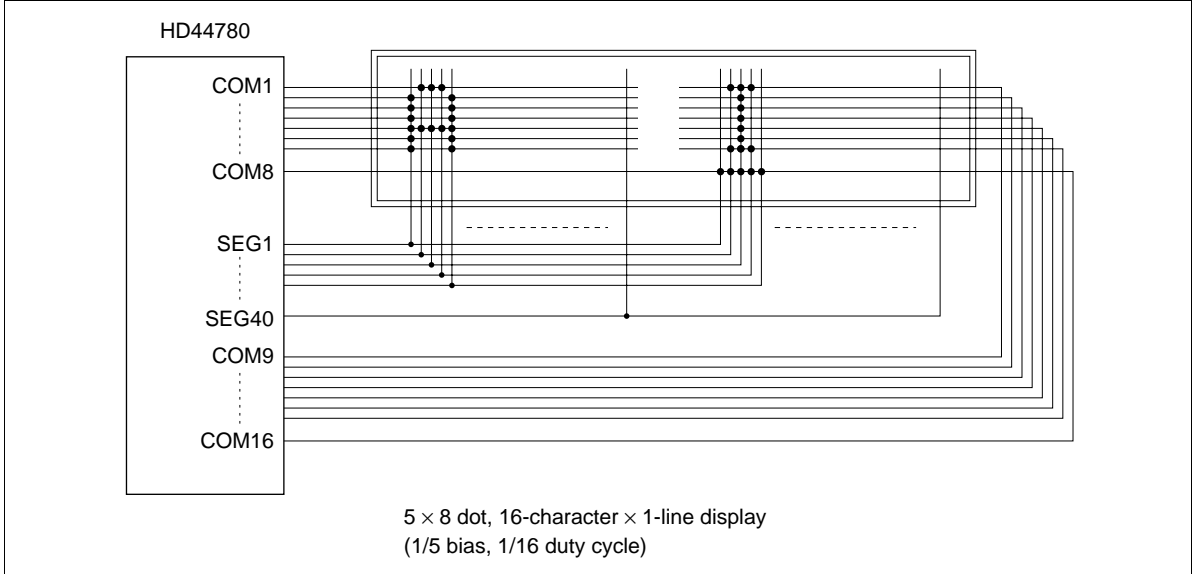 HD44780
COM1
COM8
SEG1
SEG40
COM9
COM16
5 × 8 dot, 16-character × 1-line display
(1/5 bias, 1/16 duty cycle)